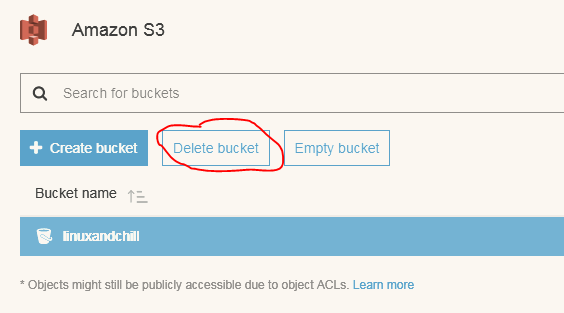 Amazon S3
Search for buckets
+ Create bucket Delete bucket Empty bucket
Bucket name
linuxandchill
* Objects might still be publicly accessible due to object ACLs. Learn more